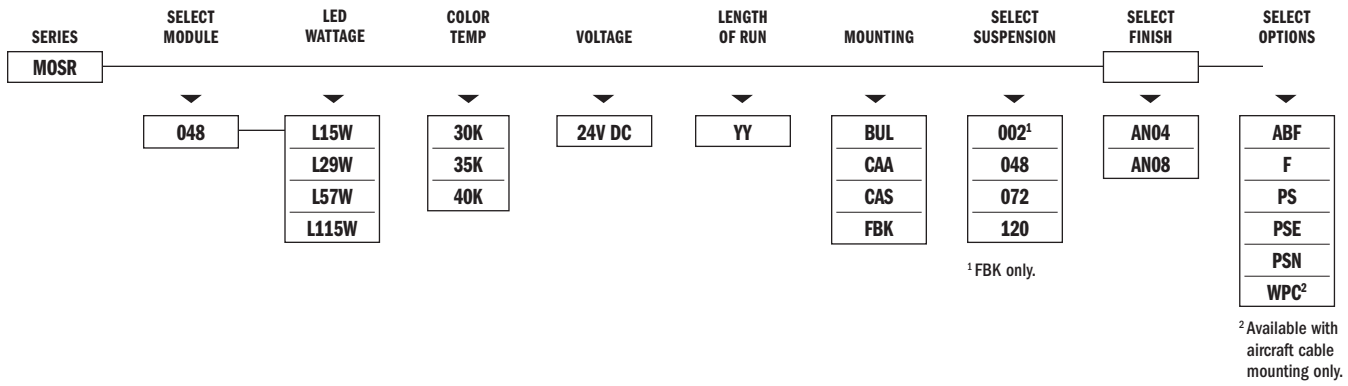 SERIES
SELECT MODULE
LED WATTAGE
COLOR TEMP
VOLTAGE
LENGTH OF RUN
MOUNTING
SELECT SUSPENSION
SELECT FINISH
SELECT OPTIONS
MOSR
048
L15W
L29W
L57W
L115W
30K
35K
40K
24V DC
YY
BUL
CAA
CAS
FBK
002¹
048
072
120
¹ FBK only.
AN04
AN08
ABF
F
PS
PSE
PSN
WPC²
² Available with
aircraft cable
mounting only.